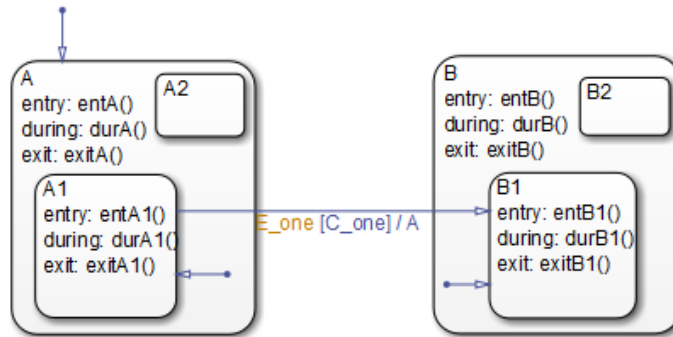 A
entry: entA()
during: durA()
exit: exitA()
A2
A1
entry: entA1()
during: durA1()
exit: exitA1()
E_one [C_one] / A
B
entry: entB()
during: durB()
exit: exitB()
B2
B1
entry: entB1()
during: durB1()
exit: exitB1()